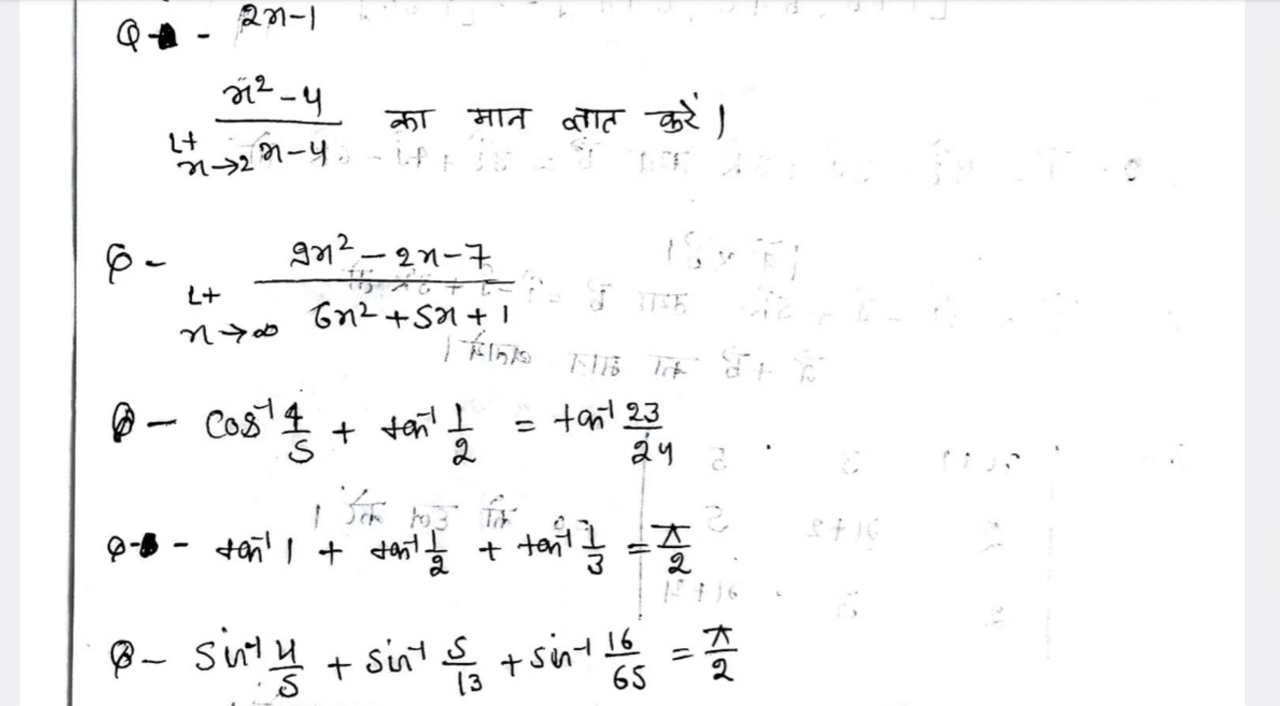 Q - 2x-1
x² - 4 का मान ज्ञात करें।
Lt x→2 x-4
Q - 9x² - 2x - 7
Lt x→∞ 6x² + 5x + 1
Q - cos⁻¹ 4/5 + tan⁻¹ 1/2 = tan⁻¹ 23/24
Q - tan⁻¹ 1 + tan⁻¹ 1/2 + tan⁻¹ 1/3 = π/2
Q - sin⁻¹ 4/5 + sin⁻¹ 5/13 + sin⁻¹ 16/65 = π/2